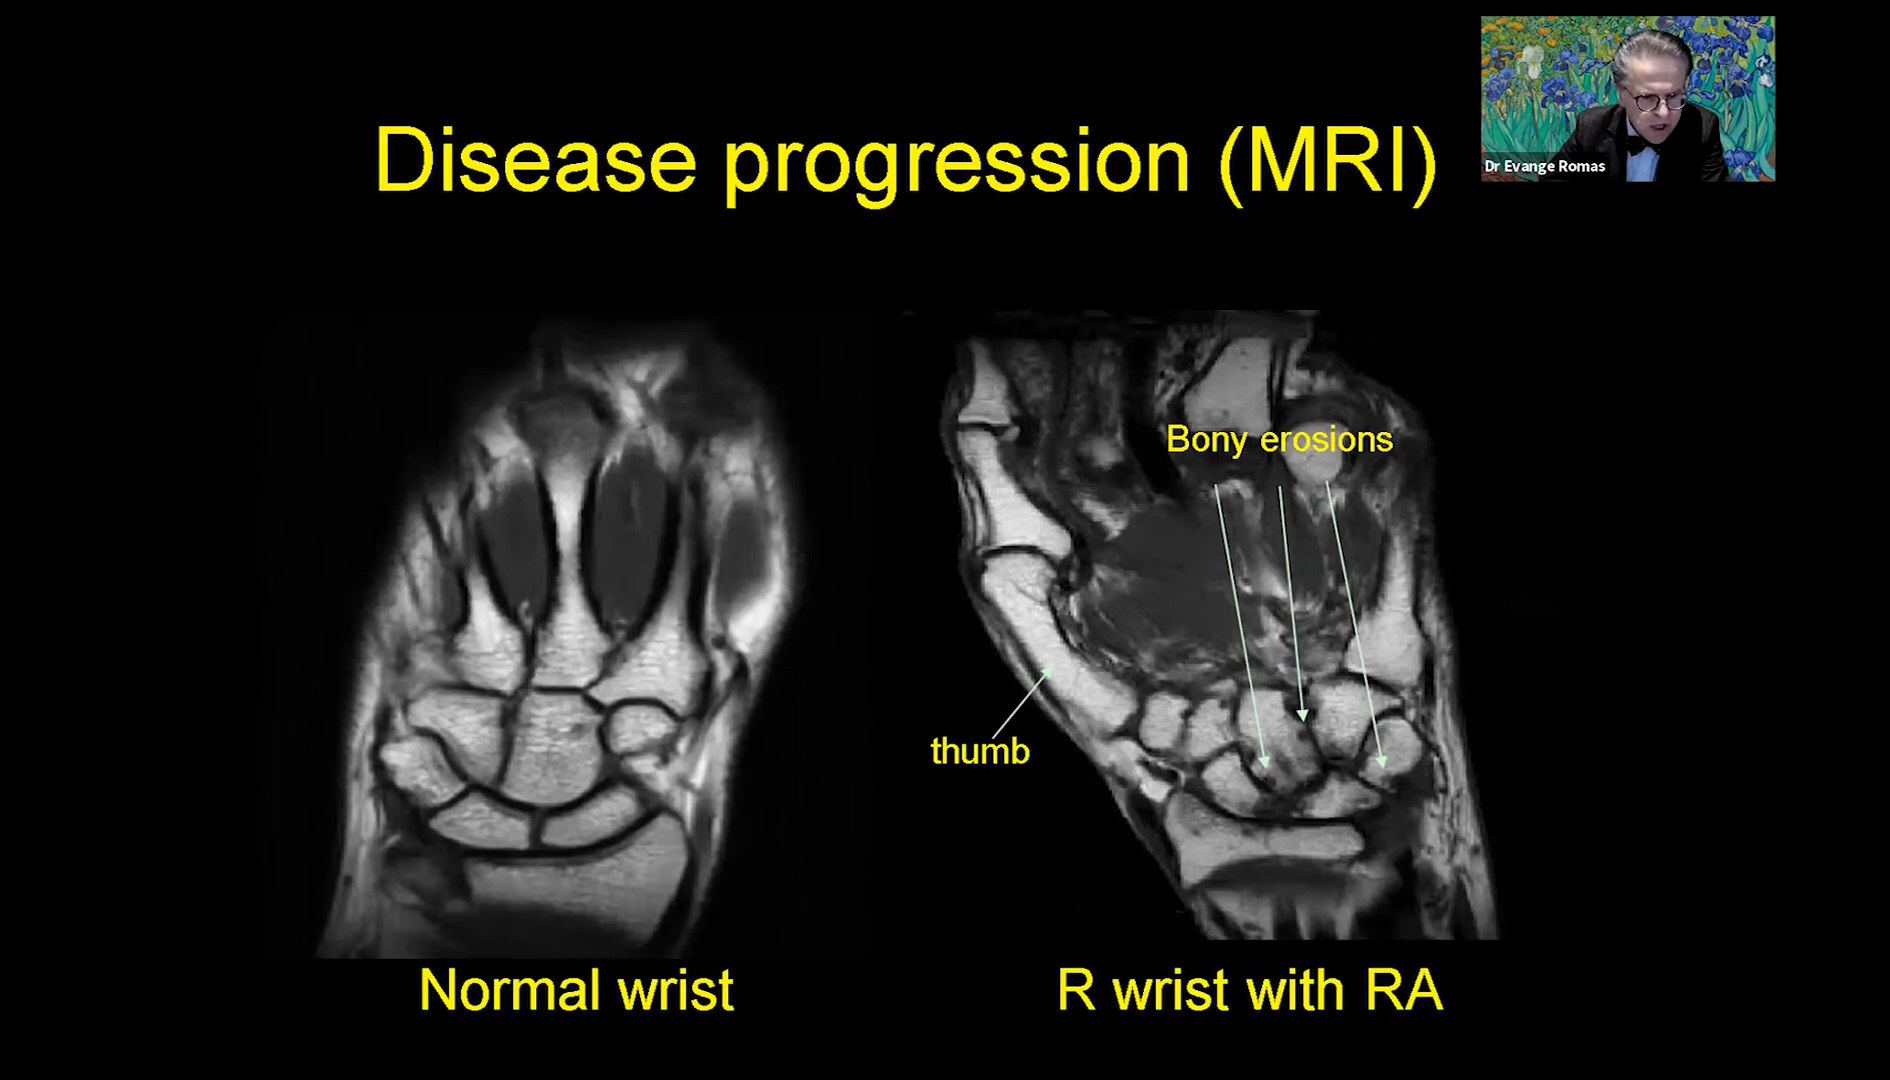 Disease progression (MRI)
Dr Evange Romas
Bony erosions
thumb
Normal wrist
R wrist with RA